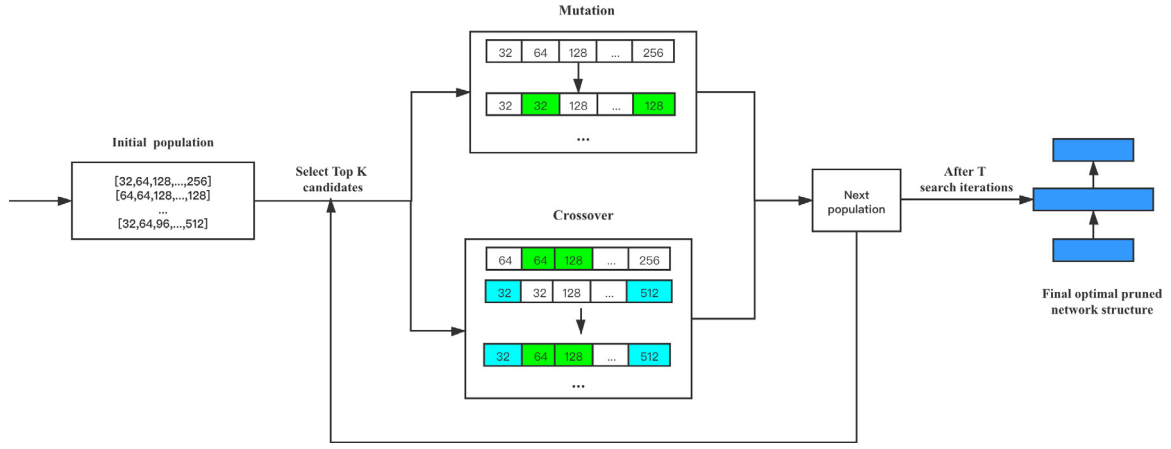 Mutation
32 64 128 ... 256
32 32 128 ... 128
...
Initial population
[32,64,128,...,256]
[64,64,128,...,128]
...
[32,64,96,...,512]
Select Top K
candidates
Crossover
64 64 128 ... 256
32 32 128 ... 512
32 64 128 ... 512
...
Next
population
After T
search iterations
Final optimal pruned
network structure